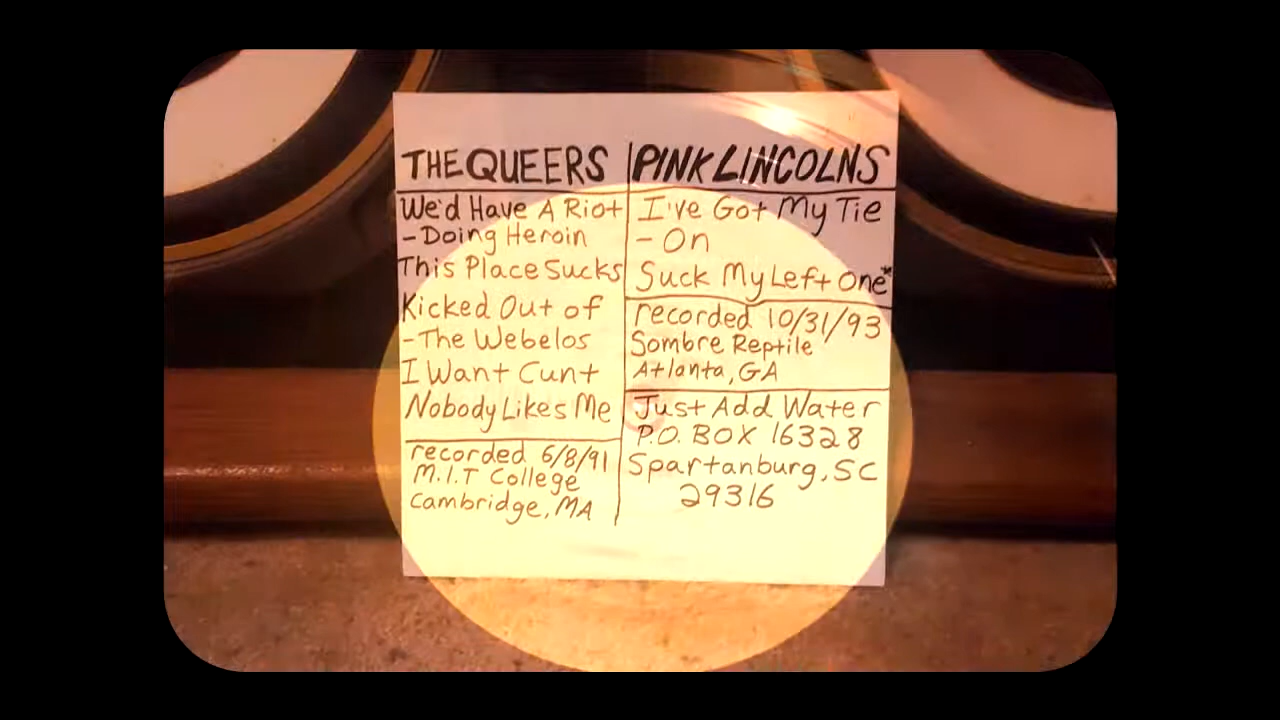 THE QUEERS
We'd Have A Riot
-Doing Heroin
This Place Sucks
Kicked Out of
-The Webelos
I Want Cunt
Nobody Likes Me
recorded 6/8/91
M.I.T College
Cambridge, MA
PINK LINCOLNS
I've Got My Tie
- On
Suck My Left One*
recorded 10/31/93
Sombre Reptile
Atlanta, GA
Just Add Water
P.O. BOX 16328
Spartanburg, SC
29316